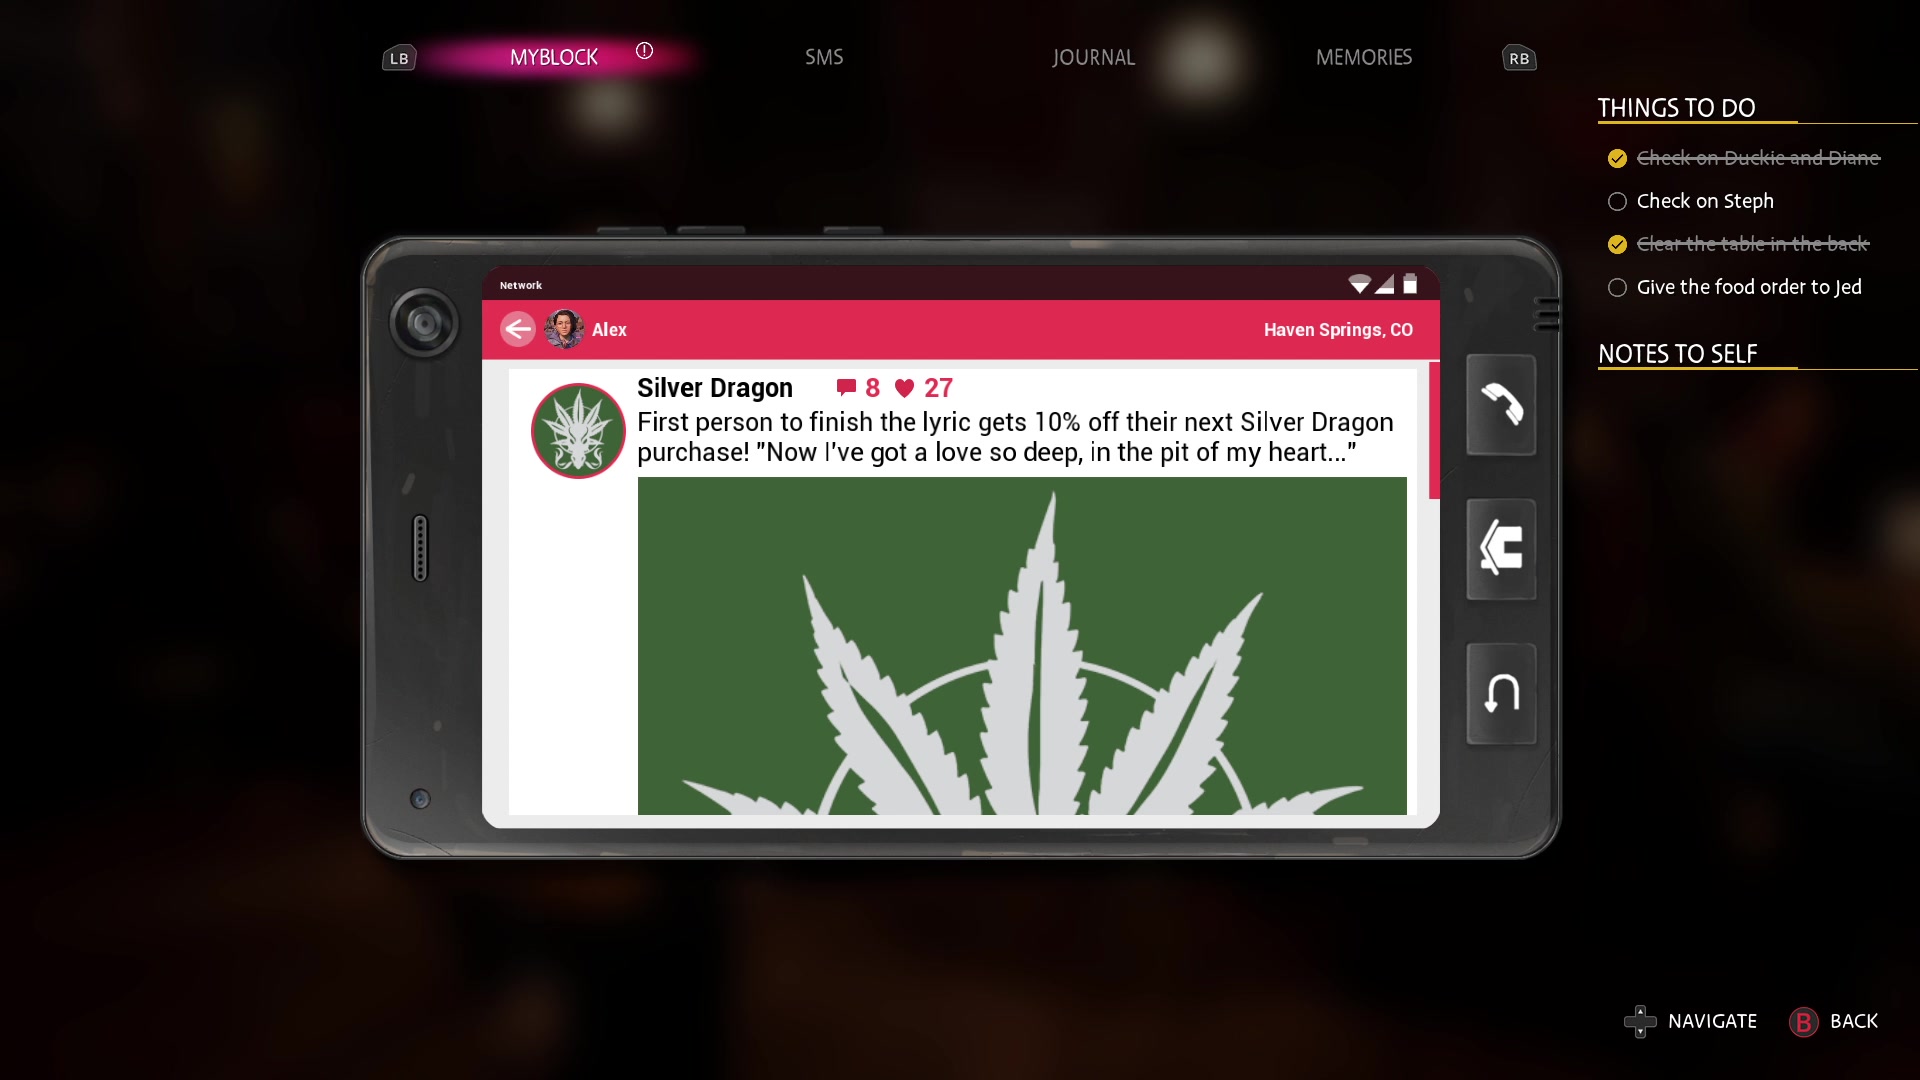 LB
MYBLOCK
SMS
JOURNAL
MEMORIES
RB
THINGS TO DO
Check on Duckie and Diane
Check on Steph
Clear the table in the back
Give the food order to Jed
NOTES TO SELF
Network
Alex
Haven Springs, CO
Silver Dragon 8 27
First person to finish the lyric gets 10% off their next Silver Dragon
purchase! "Now I've got a love so deep, in the pit of my heart..."
NAVIGATE
B BACK